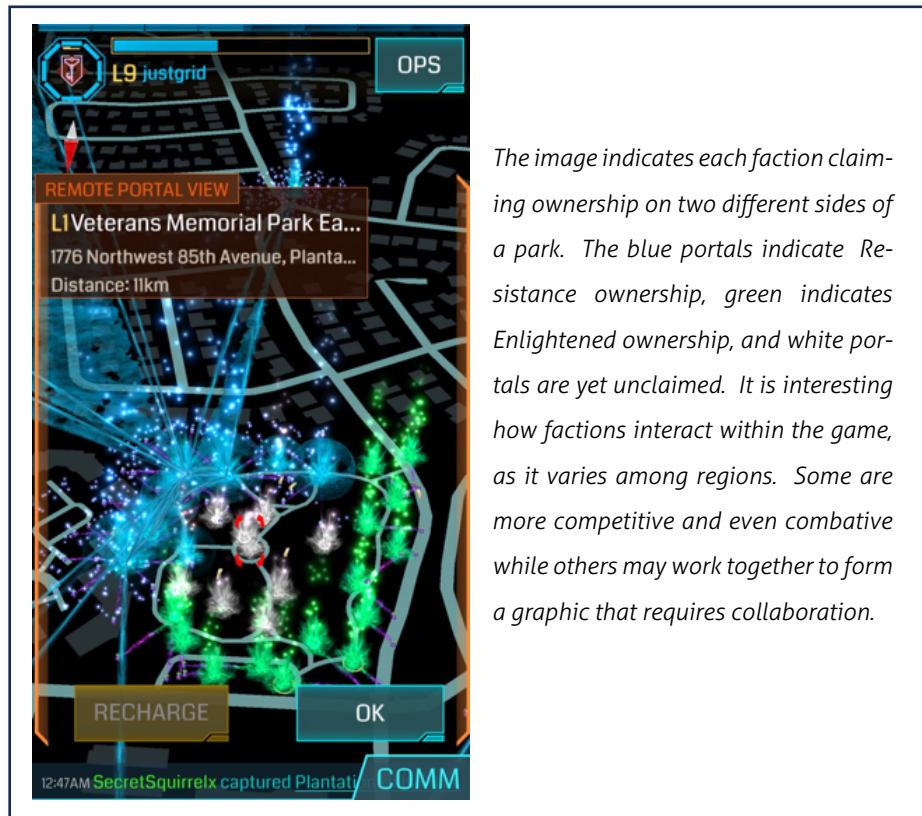 L9 justgrid
OPS
REMOTE PORTAL VIEW
L1 Veterans Memorial Park Ea...
1776 Northwest 85th Avenue, Planta...
Distance: 11km
RECHARGE
OK
12:47AM SecretSquirrelx captured Plantati
COMM
The image indicates each faction claim-
ing ownership on two different sides of
a park. The blue portals indicate Re-
sistance ownership, green indicates
Enlightened ownership, and white por-
tals are yet unclaimed. It is interesting
how factions interact within the game,
as it varies among regions. Some are
more competitive and even combative
while others may work together to form
a graphic that requires collaboration.